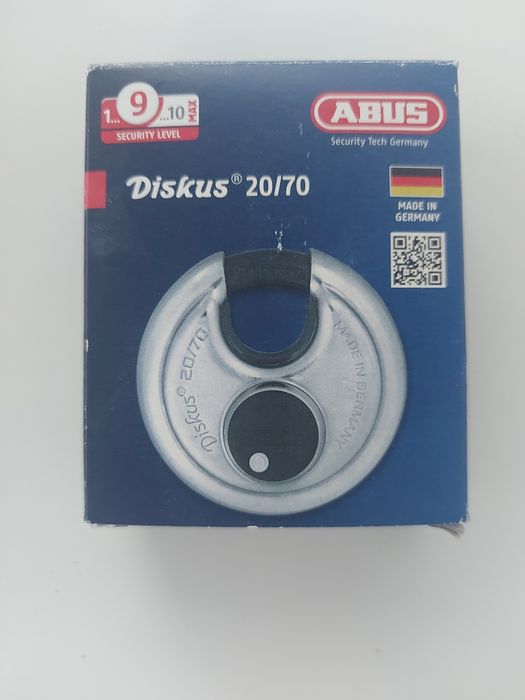 1... 9 ...10 MAX
SECURITY LEVEL
ABUS
Security Tech Germany
Diskus® 20/70
MADE IN
GERMANY
Diskus® 20/70
MADE IN GERMANY